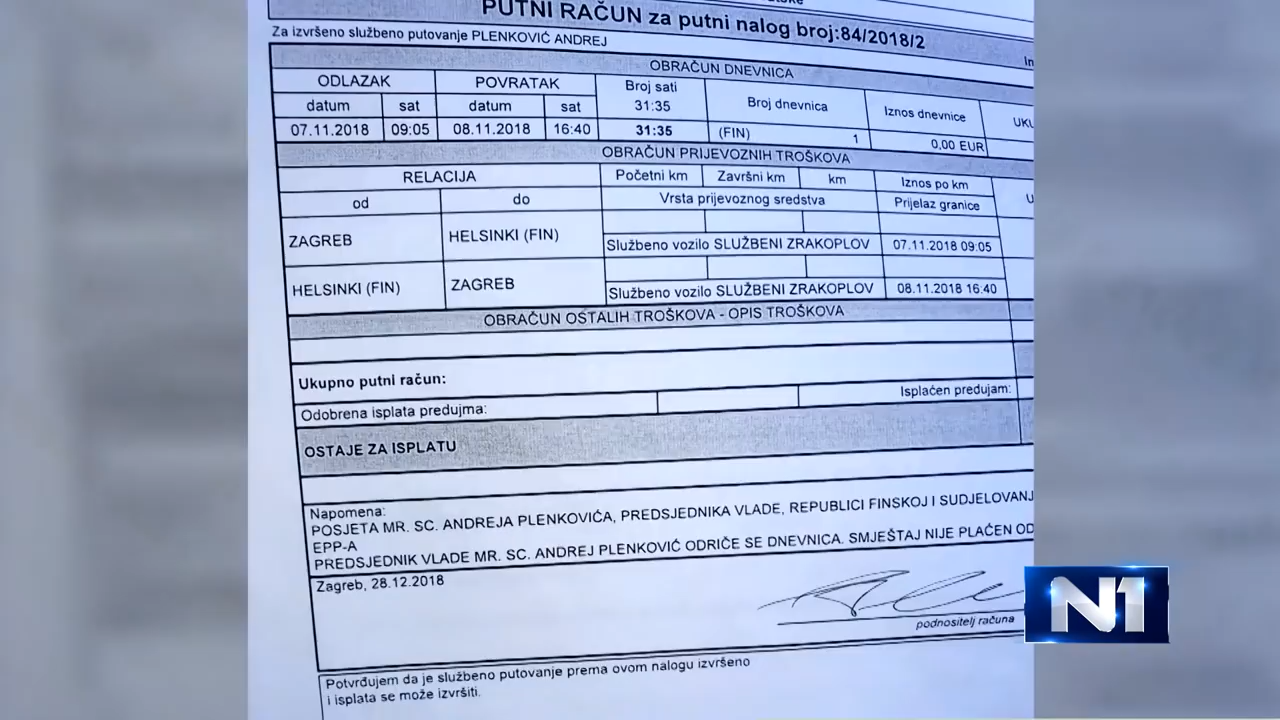 PUTNI RAČUN za putni nalog broj:84/2018/2
Za izvršeno službeno putovanje PLENKOVIĆ ANDREJ
OBRAČUN DNEVNICA
ODLAZAK POVRATAK Broj sati Broj dnevnica Iznos dnevnice
datum sat datum sat 31:35
07.11.2018 09:05 08.11.2018 16:40 31:35 (FIN) 1 0,00 EUR
OBRAČUN PRIJEVOZNIH TROŠKOVA
RELACIJA Početni km Završni km km Iznos po km
od do Vrsta prijevoznog sredstva Prijelaz granice
ZAGREB HELSINKI (FIN) Službeno vozilo SLUŽBENI ZRAKOPLOV 07.11.2018 09:05
HELSINKI (FIN) ZAGREB Službeno vozilo SLUŽBENI ZRAKOPLOV 08.11.2018 16:40
OBRAČUN OSTALIH TROŠKOVA - OPIS TROŠKOVA
Ukupno putni račun:
Odobrena isplata predujma: Isplaćen predujam:
OSTAJE ZA ISPLATU
Napomena:
POSJETA MR. SC. ANDREJA PLENKOVIĆA, PREDSJEDNIKA VLADE, REPUBLICI FINSKOJ I SUDJELOVANJ
EPP-A
PREDSJEDNIK VLADE MR. SC. ANDREJ PLENKOVIĆ ODRIČE SE DNEVNICA. SMJEŠTAJ NIJE PLAĆEN OD
Zagreb, 28.12.2018
podnositelj računa
N1
Potvrđujem da je službeno putovanje prema ovom nalogu izvršeno
i isplata se može izvršiti.